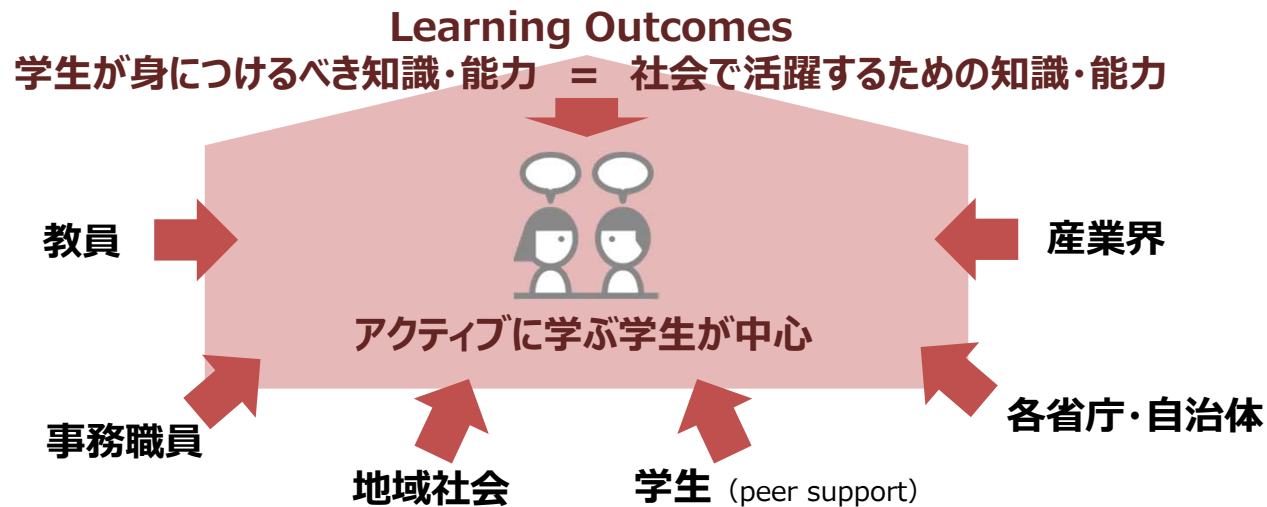 Learning Outcomes
学生が身につけるべき知識・能力 = 社会で活躍するための知識・能力
教員
産業界
アクティブに学ぶ学生が中心
事務職員
各省庁・自治体
地域社会
学生（peer support）